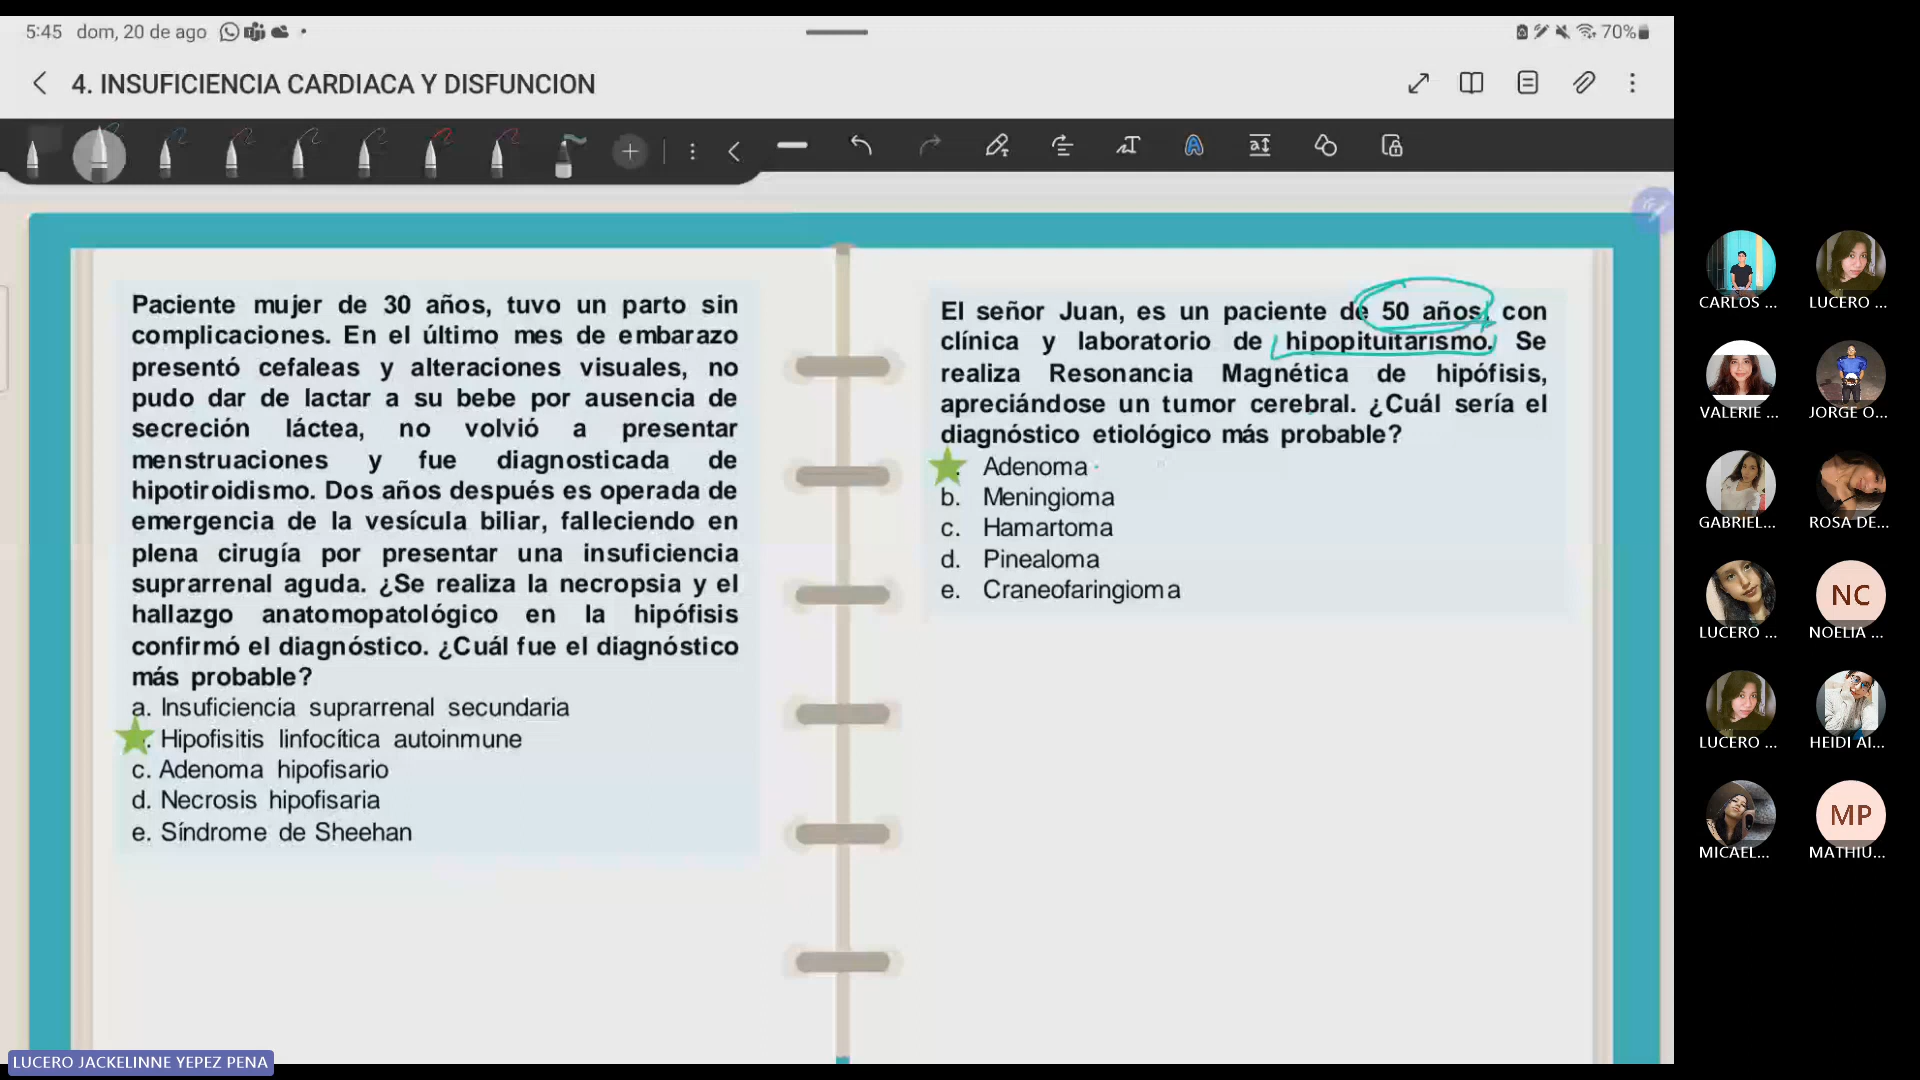 5:45 dom, 20 de ago
70%
4. INSUFICIENCIA CARDIACA Y DISFUNCION
Paciente mujer de 30 años, tuvo un parto sin
complicaciones. En el último mes de embarazo
presentó cefaleas y alteraciones visuales, no
pudo dar de lactar a su bebe por ausencia de
secreción láctea, no volvió a presentar
menstruaciones y fue diagnosticada de
hipotiroidismo. Dos años después es operada de
emergencia de la vesícula biliar, falleciendo en
plena cirugía por presentar una insuficiencia
suprarrenal aguda. ¿Se realiza la necropsia y el
hallazgo anatomopatológico en la hipófisis
confirmó el diagnóstico. ¿Cuál fue el diagnóstico
más probable?
a. Insuficiencia suprarrenal secundaria
. Hipofisitis linfocítica autoinmune
c. Adenoma hipofisario
d. Necrosis hipofisaria
e. Síndrome de Sheehan
El señor Juan, es un paciente de 50 años, con
clínica y laboratorio de hipopituitarismo. Se
realiza Resonancia Magnética de hipófisis,
apreciándose un tumor cerebral. ¿Cuál sería el
diagnóstico etiológico más probable?
. Adenoma
b. Meningioma
c. Hamartoma
d. Pinealoma
e. Craneofaringioma
CARLOS ...
LUCERO ...
VALERIE ...
JORGE O...
GABRIEL...
ROSA DE...
LUCERO ...
NC
NOELIA ...
LUCERO ...
HEIDI AI...
MICAEL...
MP
MATHIU...
LUCERO JACKELINNE YEPEZ PENA